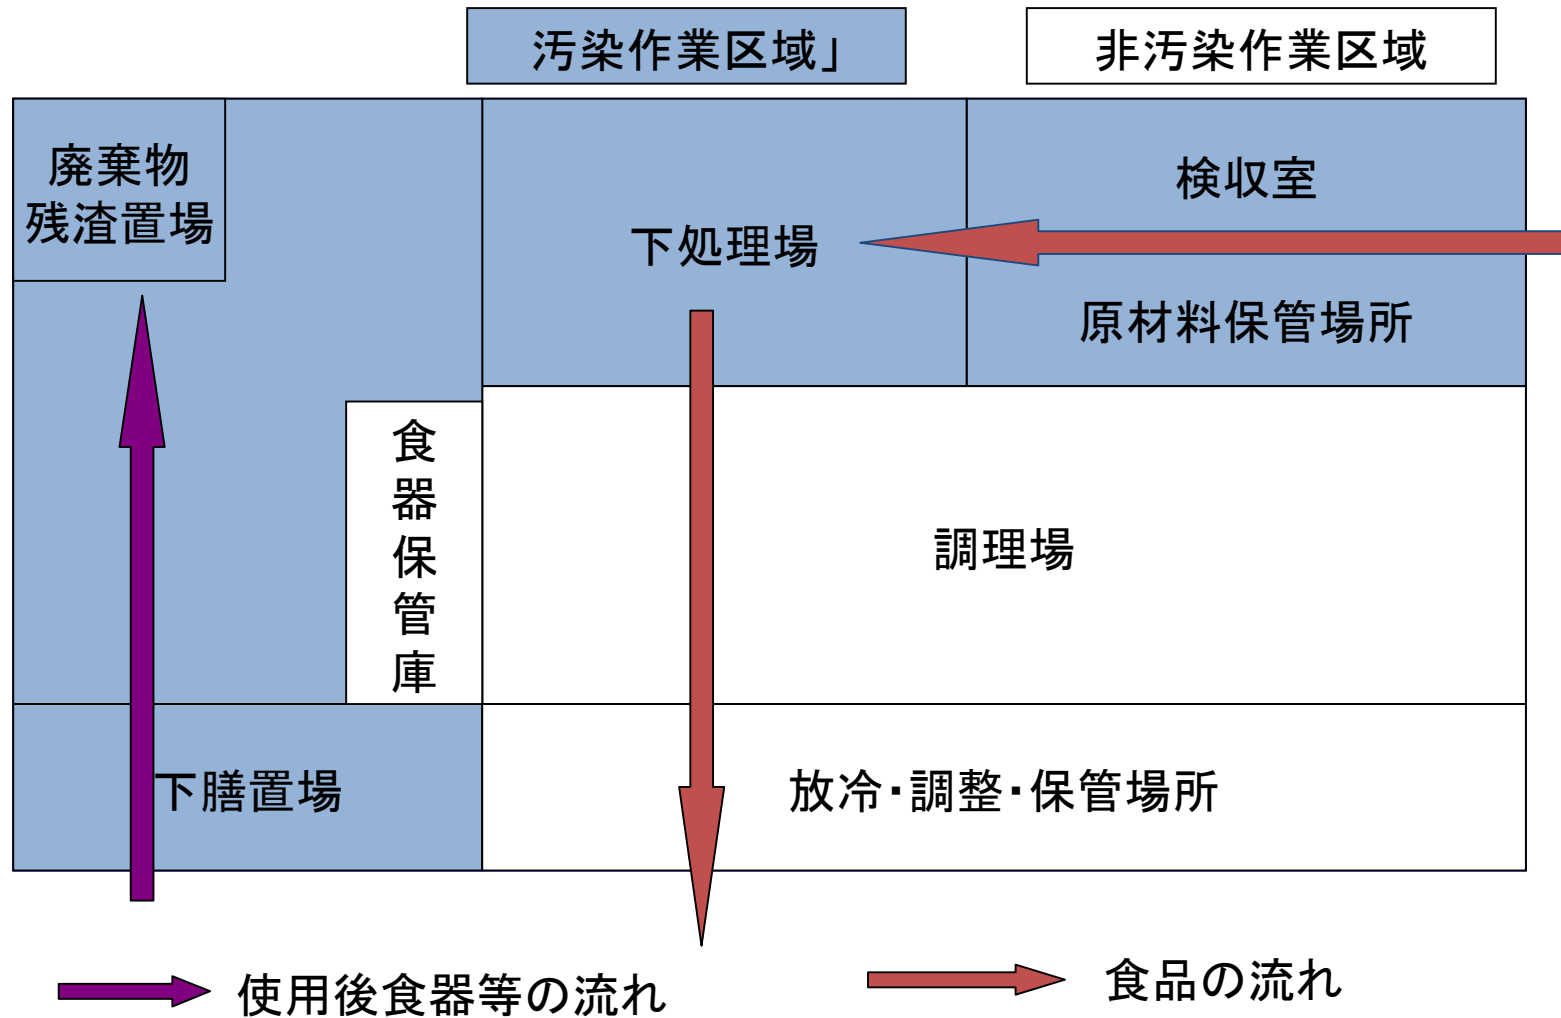 汚染作業区域」
非汚染作業区域
廃棄物
残渣置場
下処理場
検収室
原材料保管場所
食
器
保
管
庫
調理場
下膳置場
放冷・調整・保管場所
使用後食器等の流れ
食品の流れ